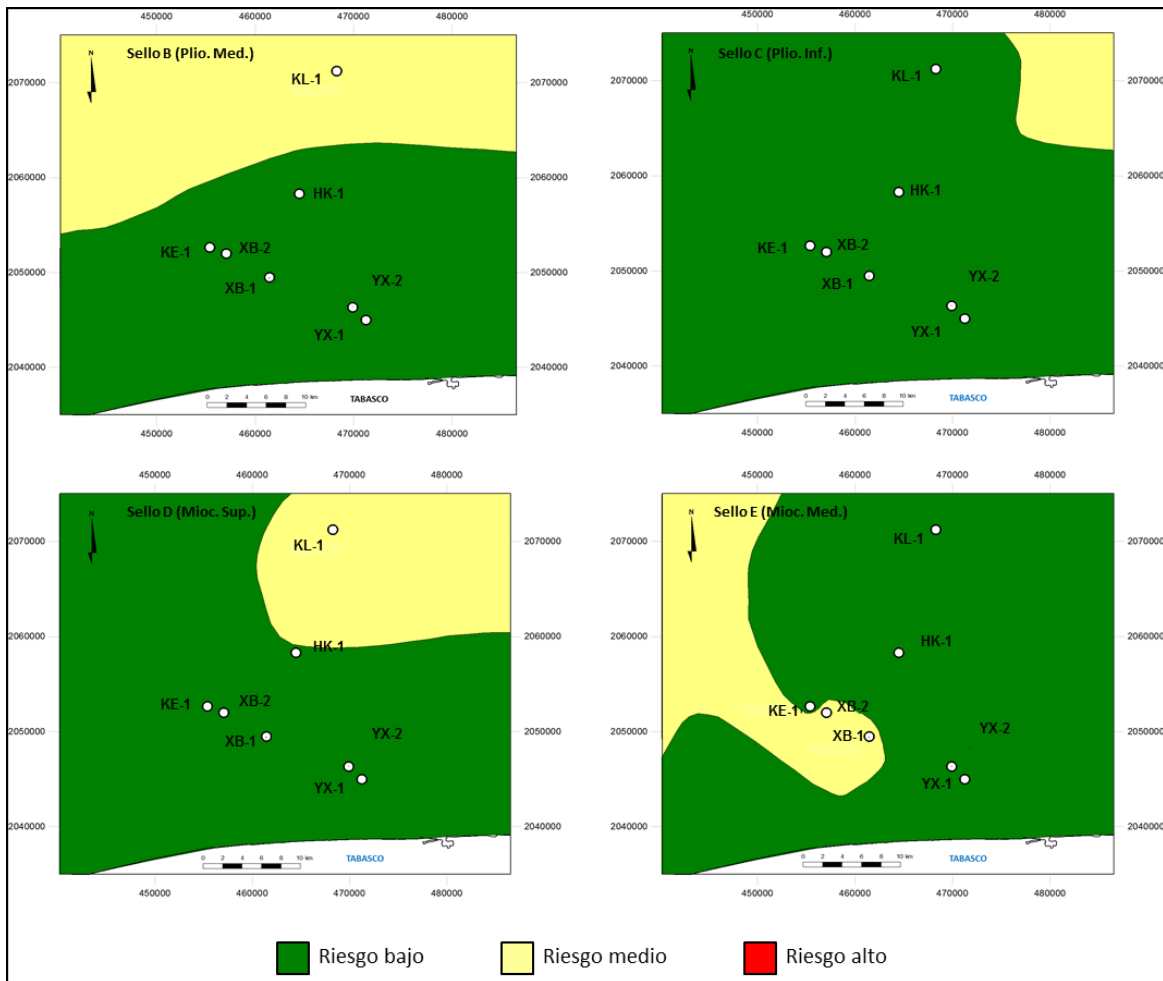 450000 460000 470000 480000
N
Sello B (Plio. Med.)
KL-1
2070000 2070000
2060000 2060000
HK-1
KE-1 XB-2
2050000 2050000
XB-1 YX-2
YX-1
2040000 2040000
0 2 4 6 8 10 km
TABASCO
450000 460000 470000 480000
450000 460000 470000 480000
N
Sello C (Plio. Inf.)
KL-1
2070000 2070000
2060000 2060000
HK-1
KE-1 XB-2
2050000 2050000
XB-1 YX-2
YX-1
2040000 2040000
0 2 4 6 8 10 km
TABASCO
450000 460000 470000 480000
450000 460000 470000 480000
N
Sello D (Mioc. Sup.)
KL-1
2070000 2070000
2060000 2060000
HK-1
KE-1 XB-2
2050000 2050000
XB-1 YX-2
YX-1
2040000 2040000
0 2 4 6 8 10 km
TABASCO
450000 460000 470000 480000
450000 460000 470000 480000
N
Sello E (Mioc. Med.)
KL-1
2070000 2070000
2060000 2060000
HK-1
KE-1 XB-2
2050000 2050000
XB-1 YX-2
YX-1
2040000 2040000
0 2 4 6 8 10 km
TABASCO
450000 460000 470000 480000
Riesgo bajo Riesgo medio Riesgo alto